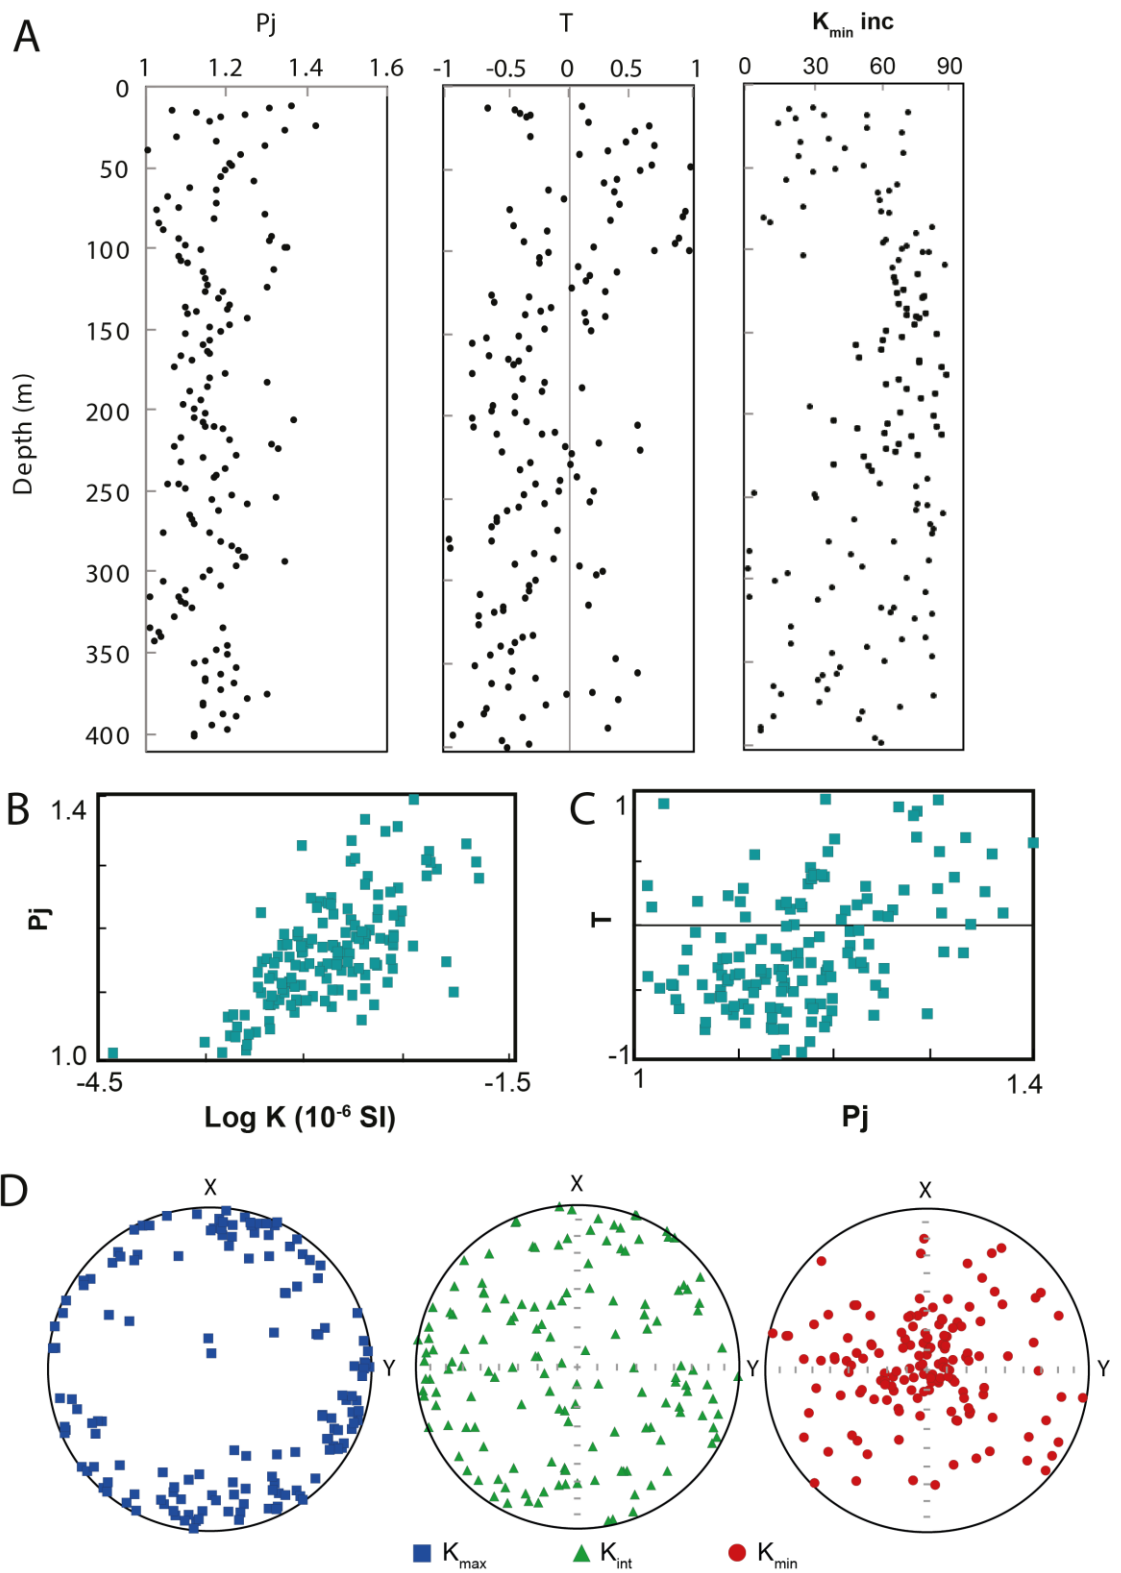 A
Pj
T
Kmin inc
1 1.2 1.4 1.6
-1 -0.5 0 0.5 1
0 30 60 90
0
50
100
150
200
250
300
350
400
Depth (m)
B
1.4
Pj
1.0
-4.5 -1.5
Log K (10-6 SI)
C
1
T
-1
1 1.4
Pj
D
X X X
Y Y Y
Kmax Kint Kmin